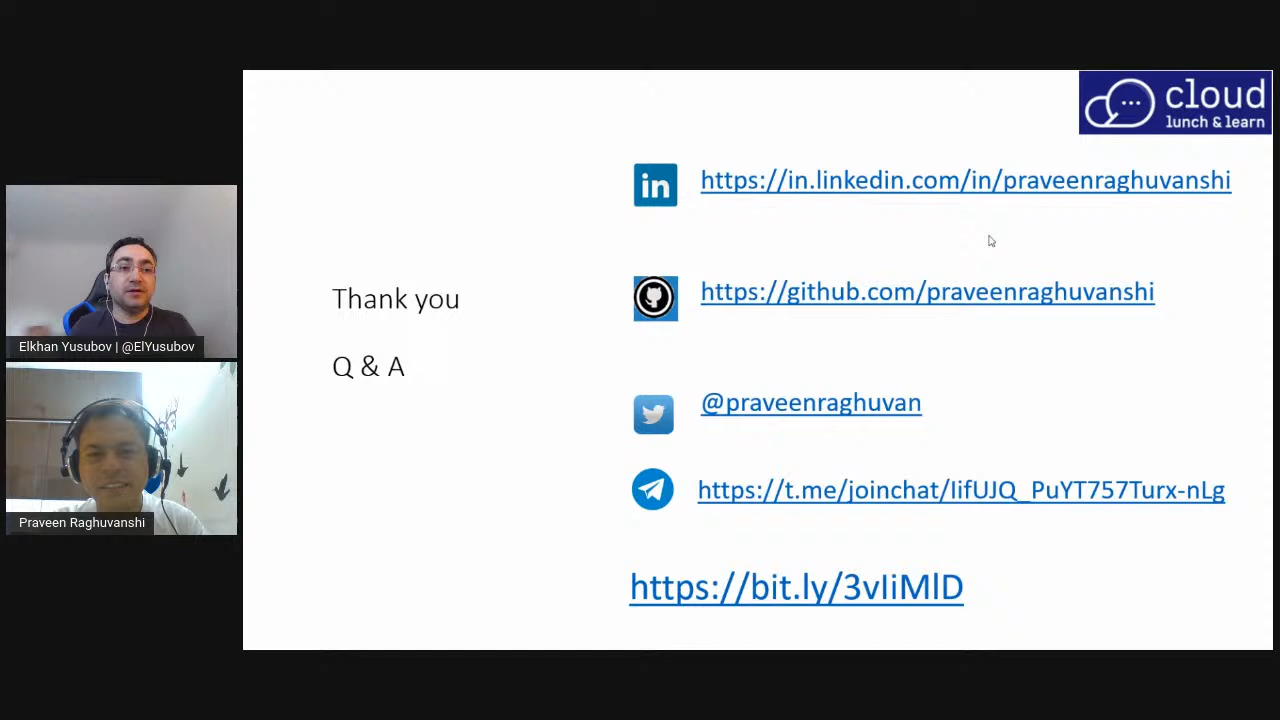 cloud
lunch & learn
in
https://in.linkedin.com/in/praveenraghuvanshi
https://github.com/praveenraghuvanshi
Thank you
Q & A
@praveenraghuvan
https://t.me/joinchat/IifUJQ_PuYT757Turx-nLg
https://bit.ly/3vIiMlD
Elkhan Yusubov | @ElYusubov
Praveen Raghuvanshi